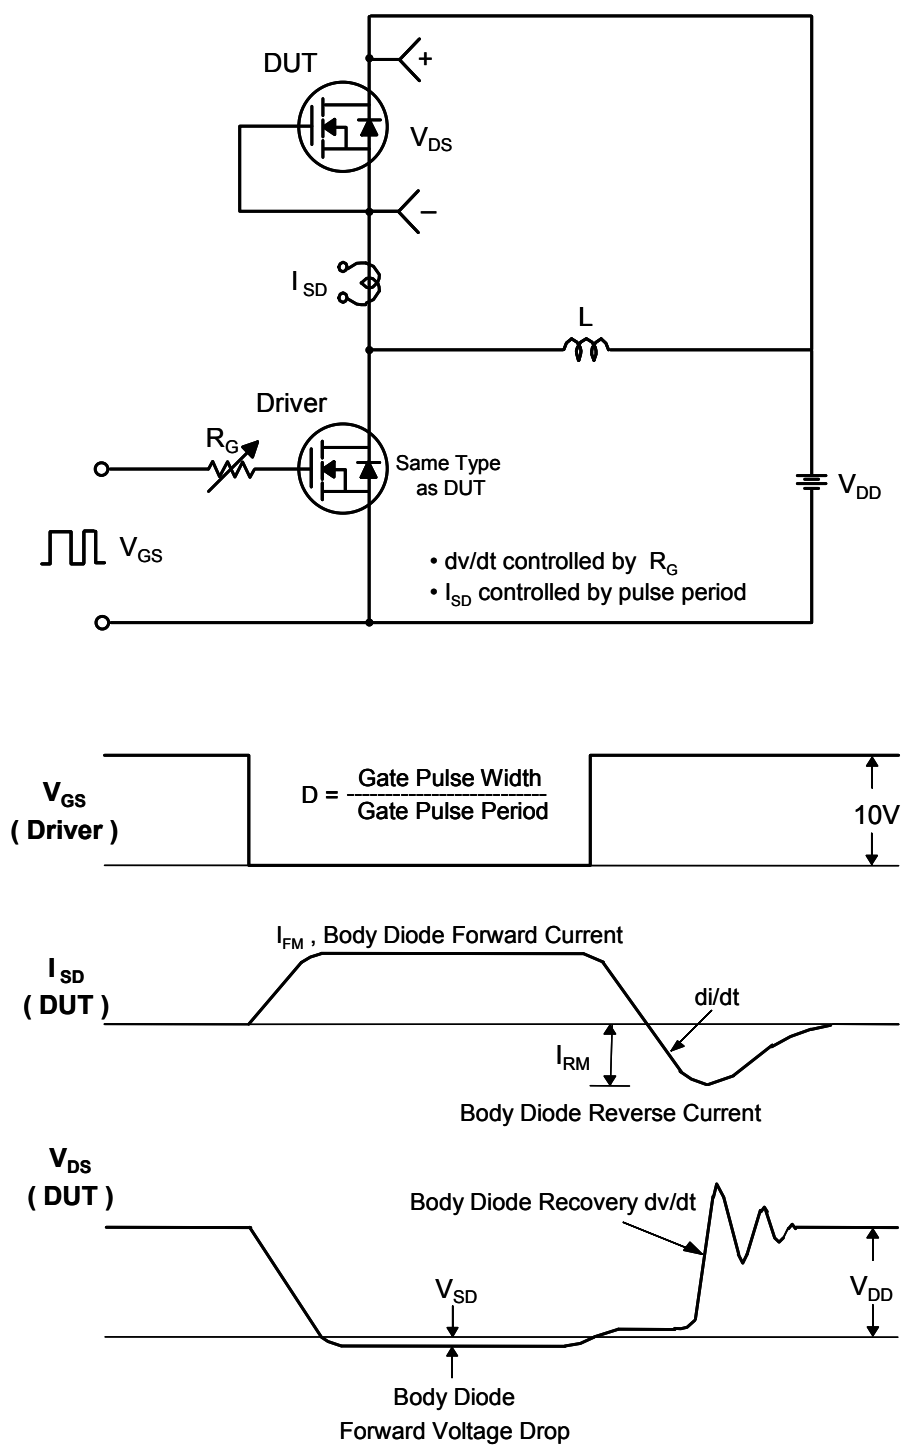 DUT
+
V_DS
–
I_SD
L
Driver
R_G
Same Type
as DUT
V_DD
V_GS
• dv/dt controlled by R_G
• I_SD controlled by pulse period
V_GS
( Driver )
D = Gate Pulse Width
Gate Pulse Period
10V
I_FM , Body Diode Forward Current
I_SD
( DUT )
di/dt
I_RM
Body Diode Reverse Current
V_DS
( DUT )
Body Diode Recovery dv/dt
V_SD
V_DD
Body Diode
Forward Voltage Drop